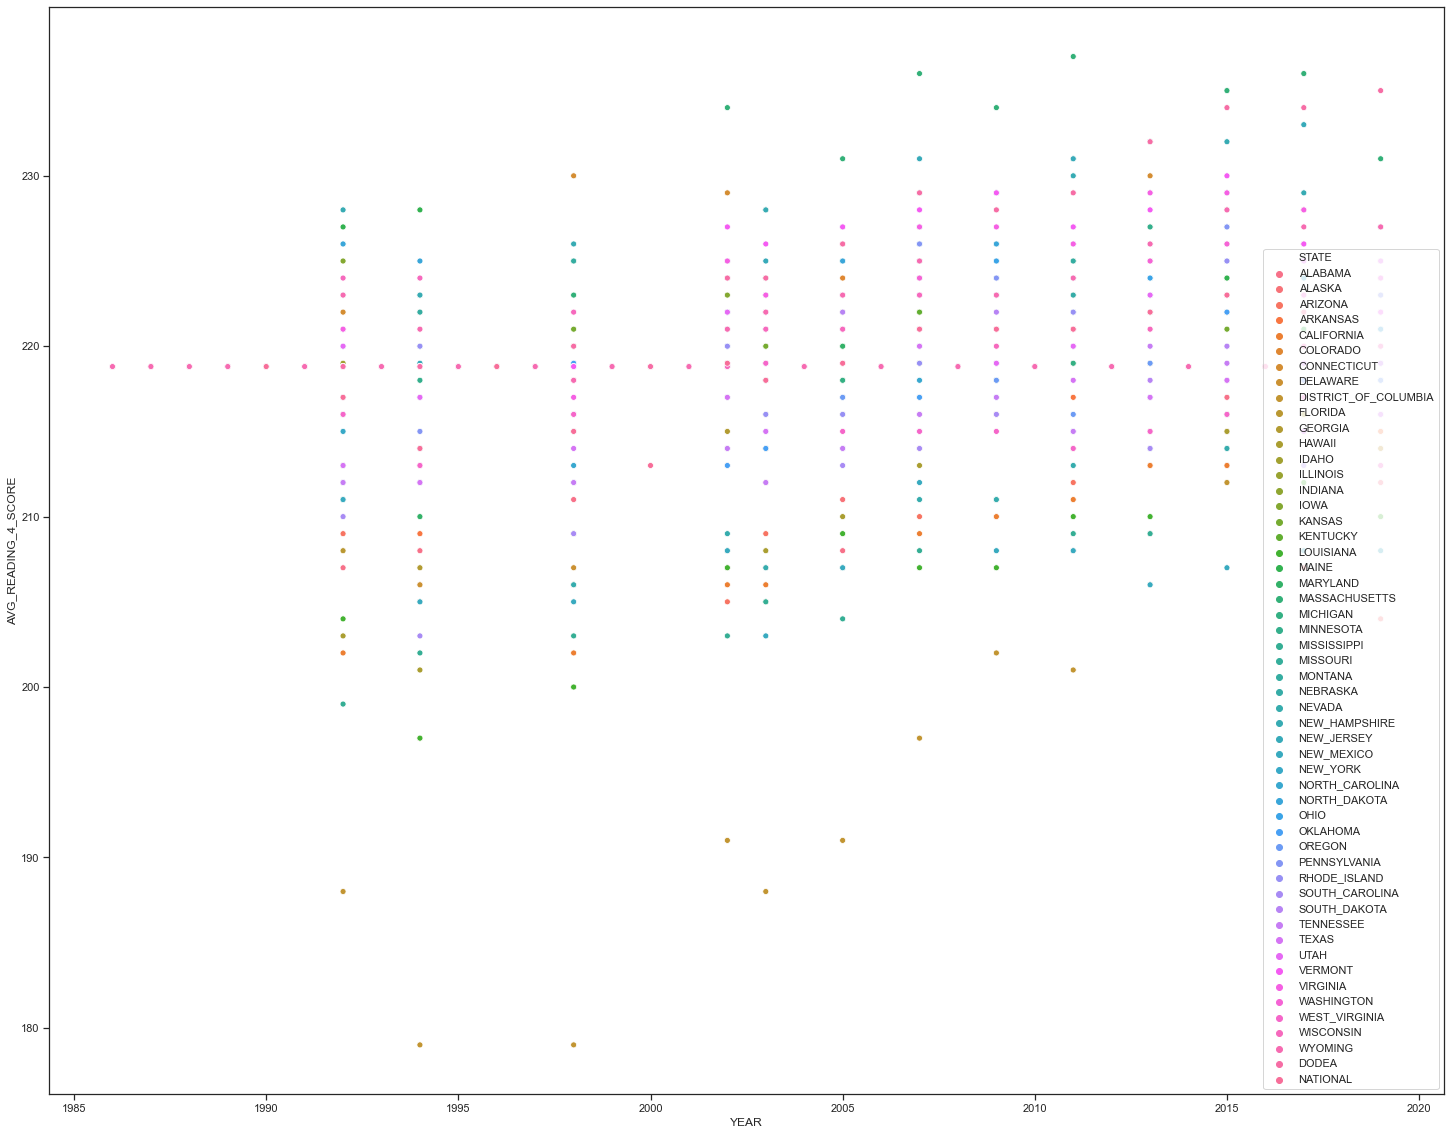 AVG_READING_4_SCORE
230
220
210
200
190
180
1985
1990
1995
2000
2005
2010
2015
2020
YEAR
STATE
ALABAMA
ALASKA
ARIZONA
ARKANSAS
CALIFORNIA
COLORADO
CONNECTICUT
DELAWARE
DISTRICT_OF_COLUMBIA
FLORIDA
GEORGIA
HAWAII
IDAHO
ILLINOIS
INDIANA
IOWA
KANSAS
KENTUCKY
LOUISIANA
MAINE
MARYLAND
MASSACHUSETTS
MICHIGAN
MINNESOTA
MISSISSIPPI
MISSOURI
MONTANA
NEBRASKA
NEVADA
NEW_HAMPSHIRE
NEW_JERSEY
NEW_MEXICO
NEW_YORK
NORTH_CAROLINA
NORTH_DAKOTA
OHIO
OKLAHOMA
OREGON
PENNSYLVANIA
RHODE_ISLAND
SOUTH_CAROLINA
SOUTH_DAKOTA
TENNESSEE
TEXAS
UTAH
VERMONT
VIRGINIA
WASHINGTON
WEST_VIRGINIA
WISCONSIN
WYOMING
DODEA
NATIONAL